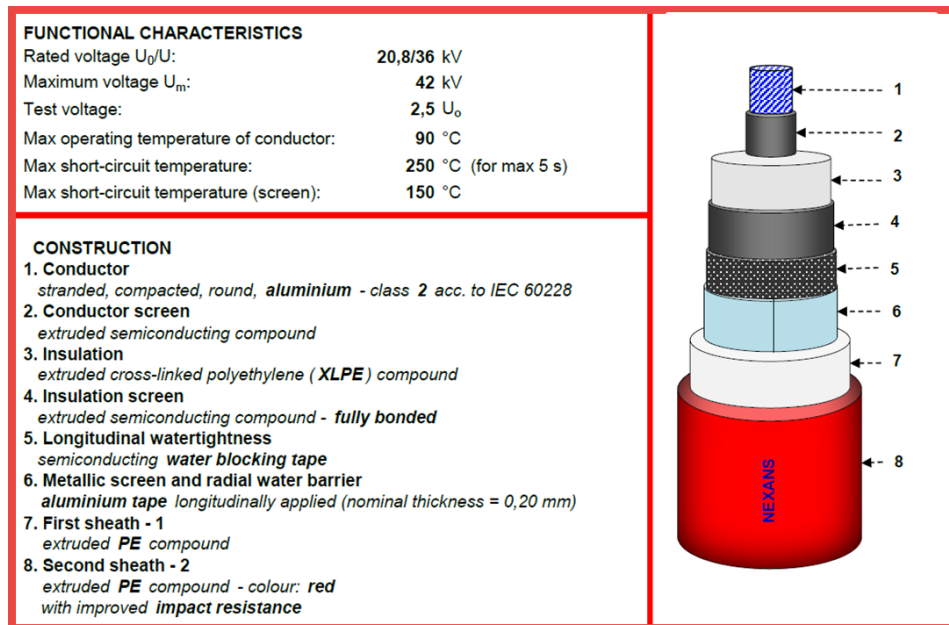 FUNCTIONAL CHARACTERISTICS
Rated voltage U₀/U: 20,8/36 kV
Maximum voltage Uₘ: 42 kV
Test voltage: 2,5 Uₒ
Max operating temperature of conductor: 90 °C
Max short-circuit temperature: 250 °C (for max 5 s)
Max short-circuit temperature (screen): 150 °C
CONSTRUCTION
1. Conductor
stranded, compacted, round, aluminium - class 2 acc. to IEC 60228
2. Conductor screen
extruded semiconducting compound
3. Insulation
extruded cross-linked polyethylene ( XLPE ) compound
4. Insulation screen
extruded semiconducting compound - fully bonded
5. Longitudinal watertightness
semiconducting water blocking tape
6. Metallic screen and radial water barrier
aluminium tape longitudinally applied (nominal thickness = 0,20 mm)
7. First sheath - 1
extruded PE compound
8. Second sheath - 2
extruded PE compound - colour: red
with improved impact resistance
1
2
3
4
5
6
7
8
NEXANS